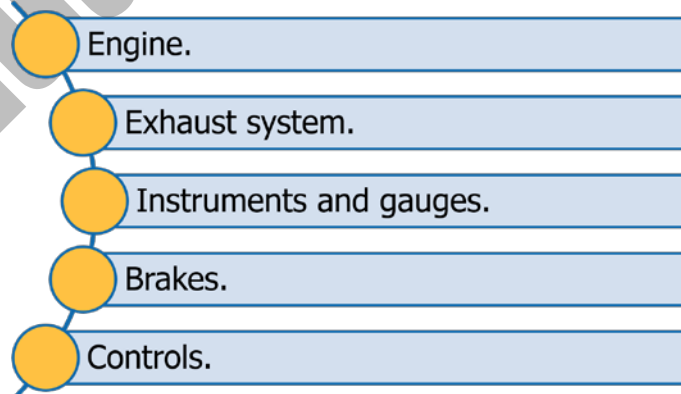 Engine.
Exhaust system.
Instruments and gauges.
Brakes.
Controls.